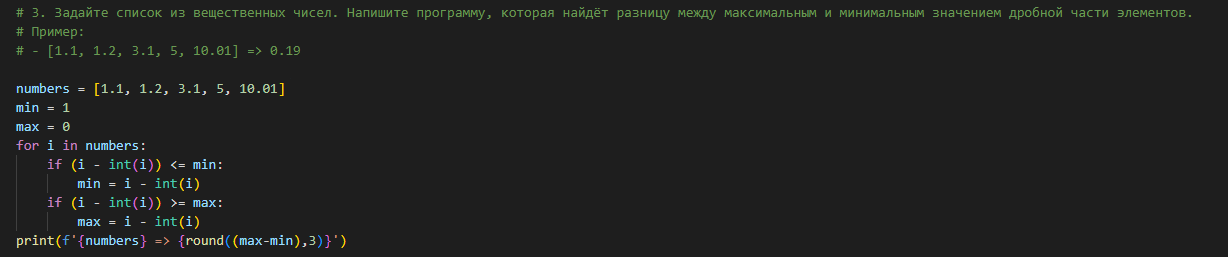 # 3. Задайте список из вещественных чисел. Напишите программу, которая найдёт разницу между максимальным и минимальным значением дробной части элементов.
# Пример:
# - [1.1, 1.2, 3.1, 5, 10.01] => 0.19
numbers = [1.1, 1.2, 3.1, 5, 10.01]
min = 1
max = 0
for i in numbers:
    if (i - int(i)) <= min:
        min = i - int(i)
    if (i - int(i)) >= max:
        max = i - int(i)
print(f'{numbers} => {round((max-min),3)}')